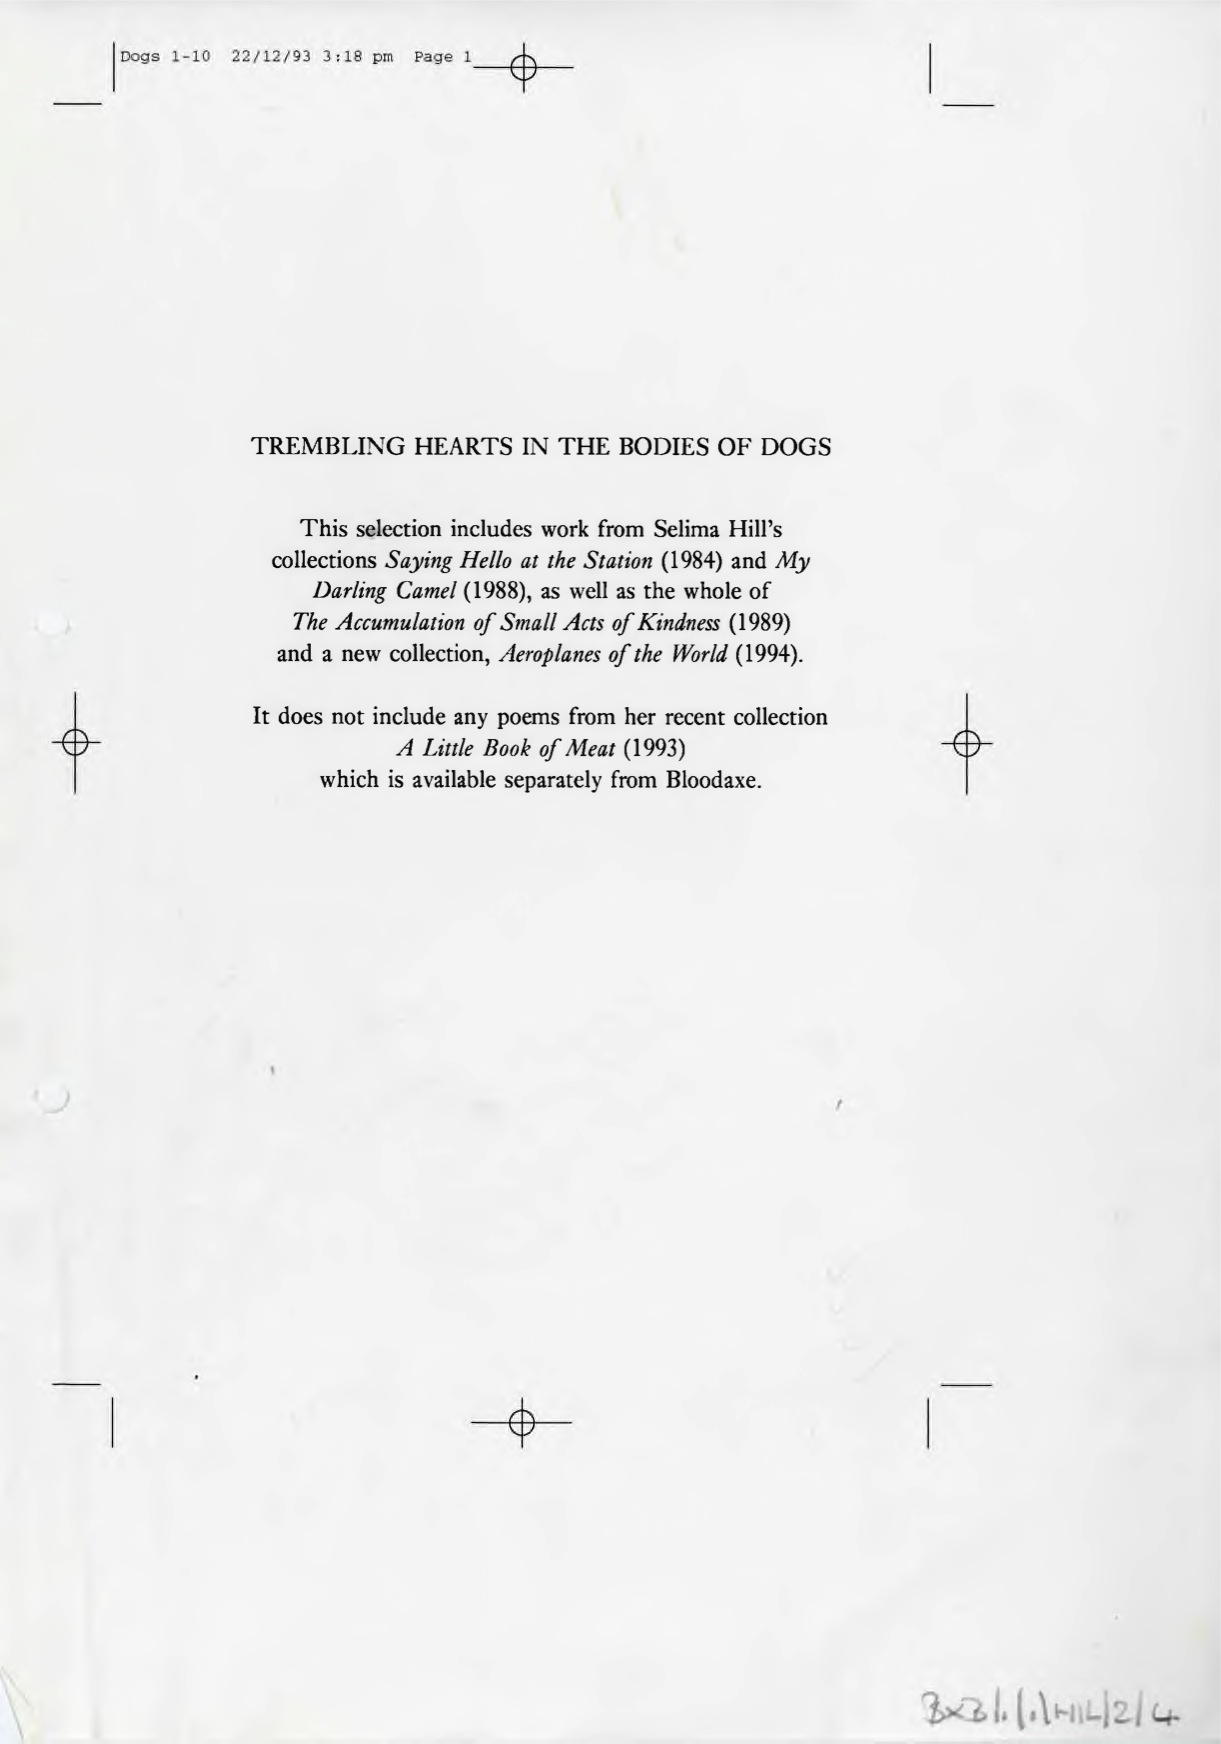 Dogs 1-10 22/12/93 3:18 pm Page 1
TREMBLING HEARTS IN THE BODIES OF DOGS
This selection includes work from Selima Hill's
collections Saying Hello at the Station (1984) and My
Darling Camel (1988), as well as the whole of
The Accumulation of Small Acts of Kindness (1989)
and a new collection, Aeroplanes of the World (1994).
It does not include any poems from her recent collection
A Little Book of Meat (1993)
which is available separately from Bloodaxe.
BXB/1/1/HIL/2/4